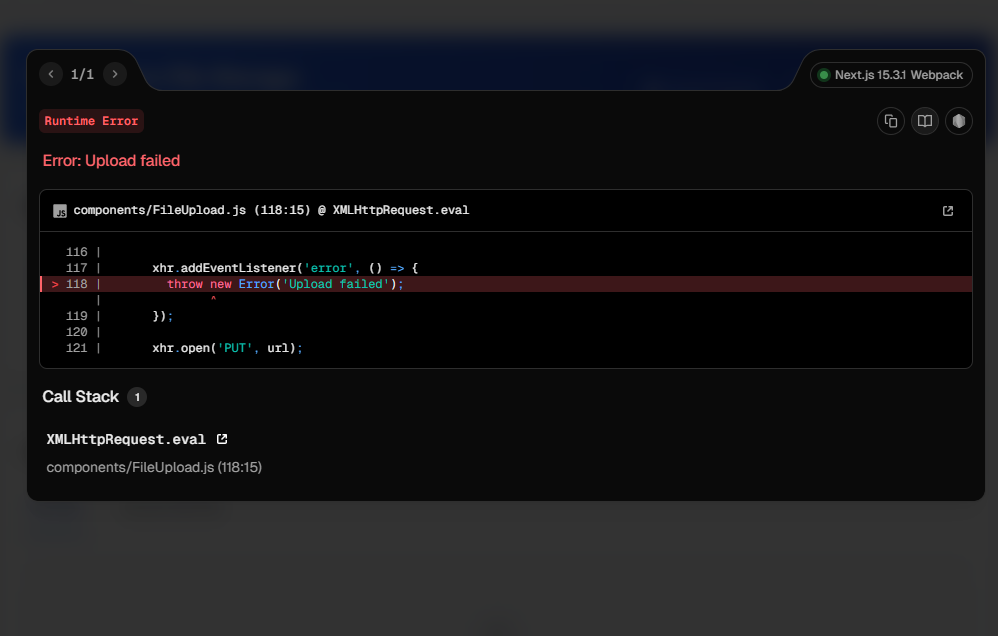 1/1
Next.js 15.3.1 Webpack
Runtime Error
Error: Upload failed
JS components/FileUpload.js (118:15) @ XMLHttpRequest.eval
116 |
117 |       xhr.addEventListener('error', () => {
> 118 |         throw new Error('Upload failed');
|               ^
119 |       });
120 |
121 |       xhr.open('PUT', url);
Call Stack 1
XMLHttpRequest.eval
components/FileUpload.js (118:15)